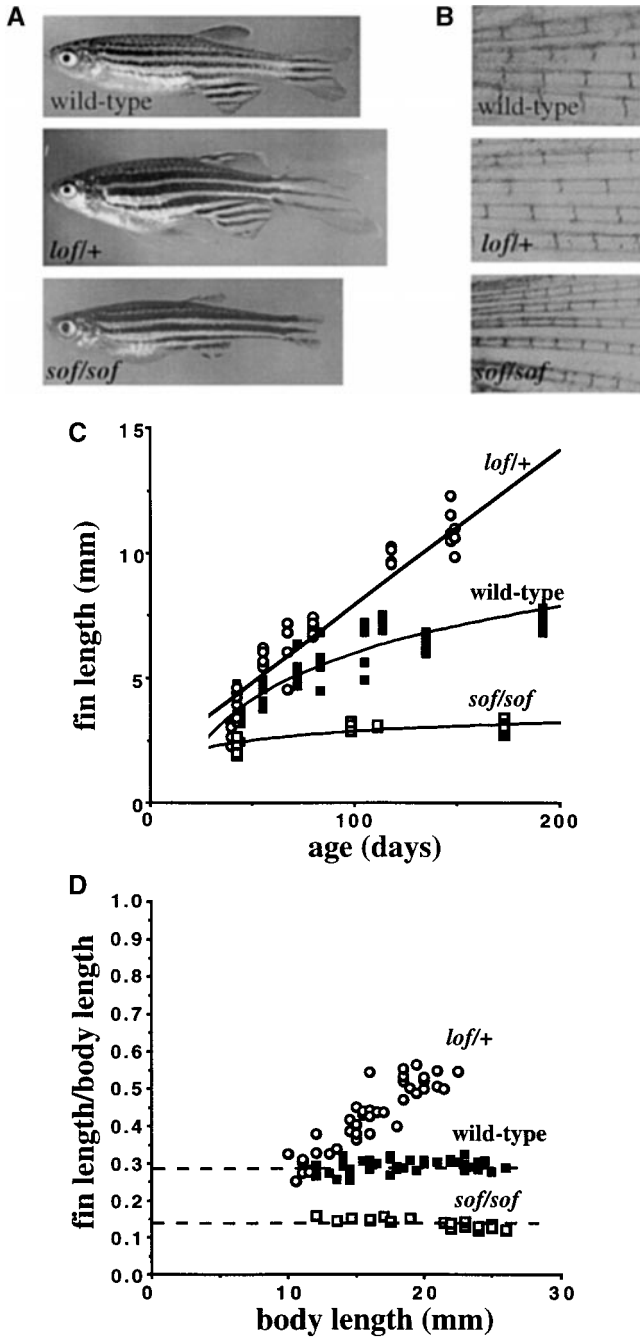 A
B
wild-type
wild-type
lof/+
lof/+
sof/sof
sof/sof
C
15
10
5
0
fin length (mm)
lof/+
wild-type
sof/sof
0
100
200
age (days)
D
1.0
0.9
0.8
0.7
0.6
0.5
0.4
0.3
0.2
0.1
0.0
fin length/body length
lof/+
wild-type
sof/sof
0
10
20
30
body length (mm)